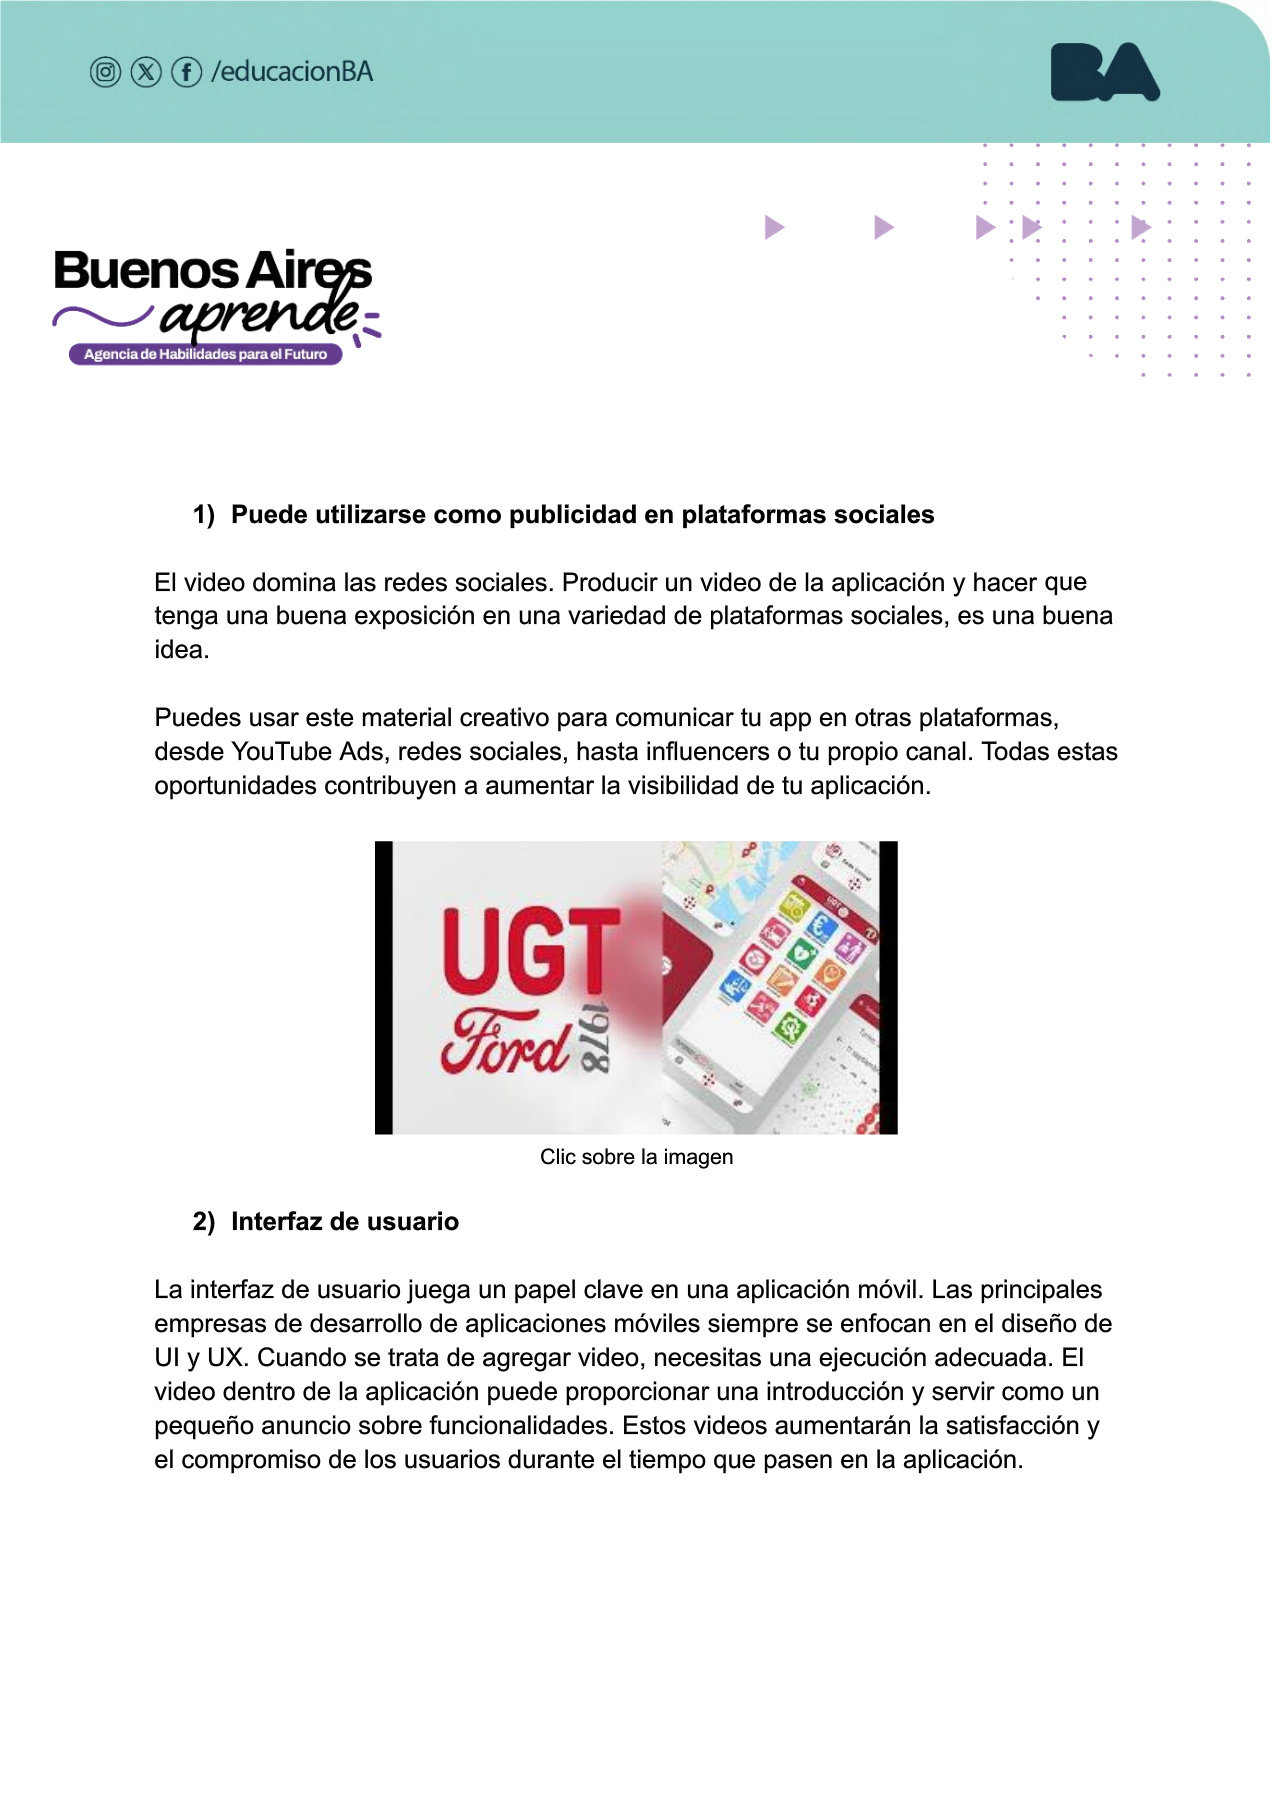 /educacionBA
BA
Buenos Aires
aprende
Agencia de Habilidades para el Futuro
1) Puede utilizarse como publicidad en plataformas sociales
El video domina las redes sociales. Producir un video de la aplicación y hacer que
tenga una buena exposición en una variedad de plataformas sociales, es una buena
idea.
Puedes usar este material creativo para comunicar tu app en otras plataformas,
desde YouTube Ads, redes sociales, hasta influencers o tu propio canal. Todas estas
oportunidades contribuyen a aumentar la visibilidad de tu aplicación.
UGT
Ford
1978
UGT
Clic sobre la imagen
2) Interfaz de usuario
La interfaz de usuario juega un papel clave en una aplicación móvil. Las principales
empresas de desarrollo de aplicaciones móviles siempre se enfocan en el diseño de
UI y UX. Cuando se trata de agregar video, necesitas una ejecución adecuada. El
video dentro de la aplicación puede proporcionar una introducción y servir como un
pequeño anuncio sobre funcionalidades. Estos videos aumentarán la satisfacción y
el compromiso de los usuarios durante el tiempo que pasen en la aplicación.